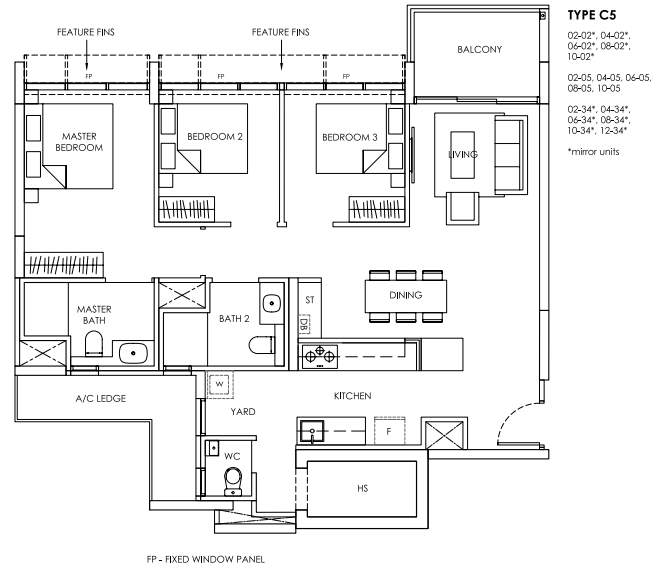 TYPE C5
02-02*, 04-02*,
06-02*, 08-02*,
10-02*
02-05, 04-05, 06-05,
08-05, 10-05
02-34*, 04-34*,
06-34*, 08-34*,
10-34*, 12-34*
*mirror units
FEATURE FINS
FEATURE FINS
BALCONY
FP
FP
FP
MASTER
BEDROOM
BEDROOM 2
BEDROOM 3
LIVING
DINING
ST
DB
MASTER
BATH
BATH 2
A/C LEDGE
W
YARD
KITCHEN
F
WC
HS
FP - FIXED WINDOW PANEL